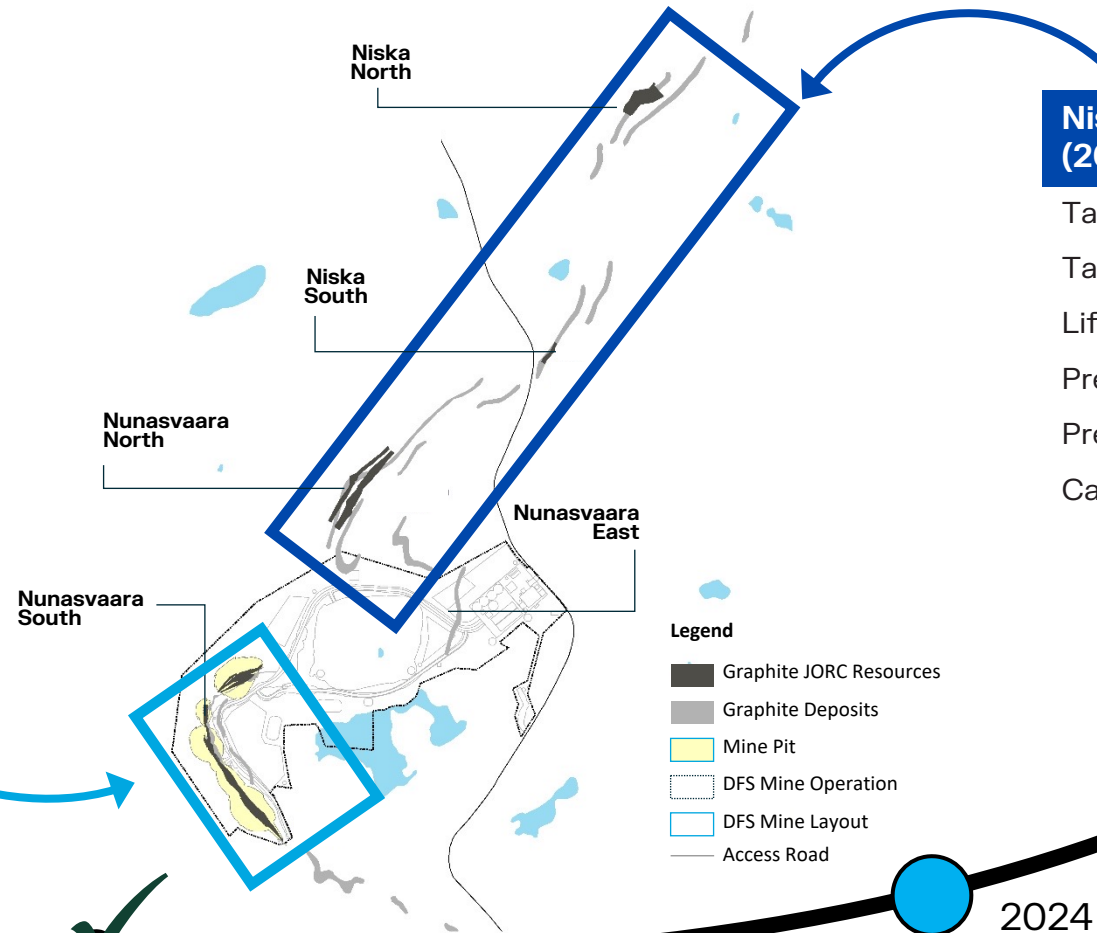 Niska
North
Niska
South
Nunasvaara
North
Nunasvaara
East
Nunasvaara
South
Legend
Graphite JORC Resources
Graphite Deposits
Mine Pit
DFS Mine Operation
DFS Mine Layout
Access Road
2024